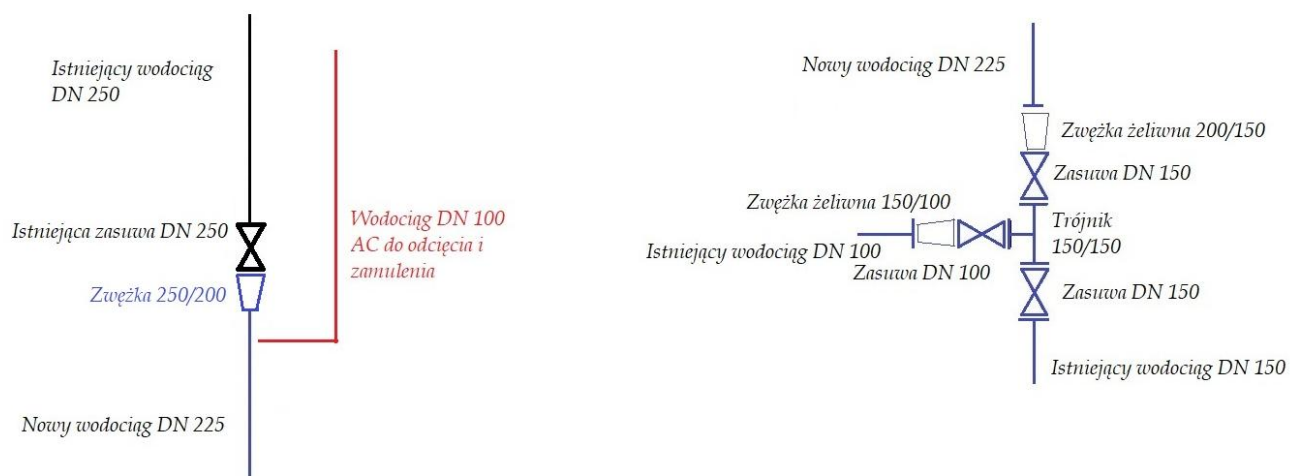 Istniejący wodociąg
DN 250
Istniejąca zasuwa DN 250
Zwężka 250/200
Nowy wodociąg DN 225
Wodociąg DN 100
AC do odcięcia i
zamulenia
Nowy wodociąg DN 225
Zwężka żeliwna 200/150
Zasuwa DN 150
Zwężka żeliwna 150/100
Trójnik
150/150
Istniejący wodociąg DN 100
Zasuwa DN 100
Zasuwa DN 150
Istniejący wodociąg DN 150